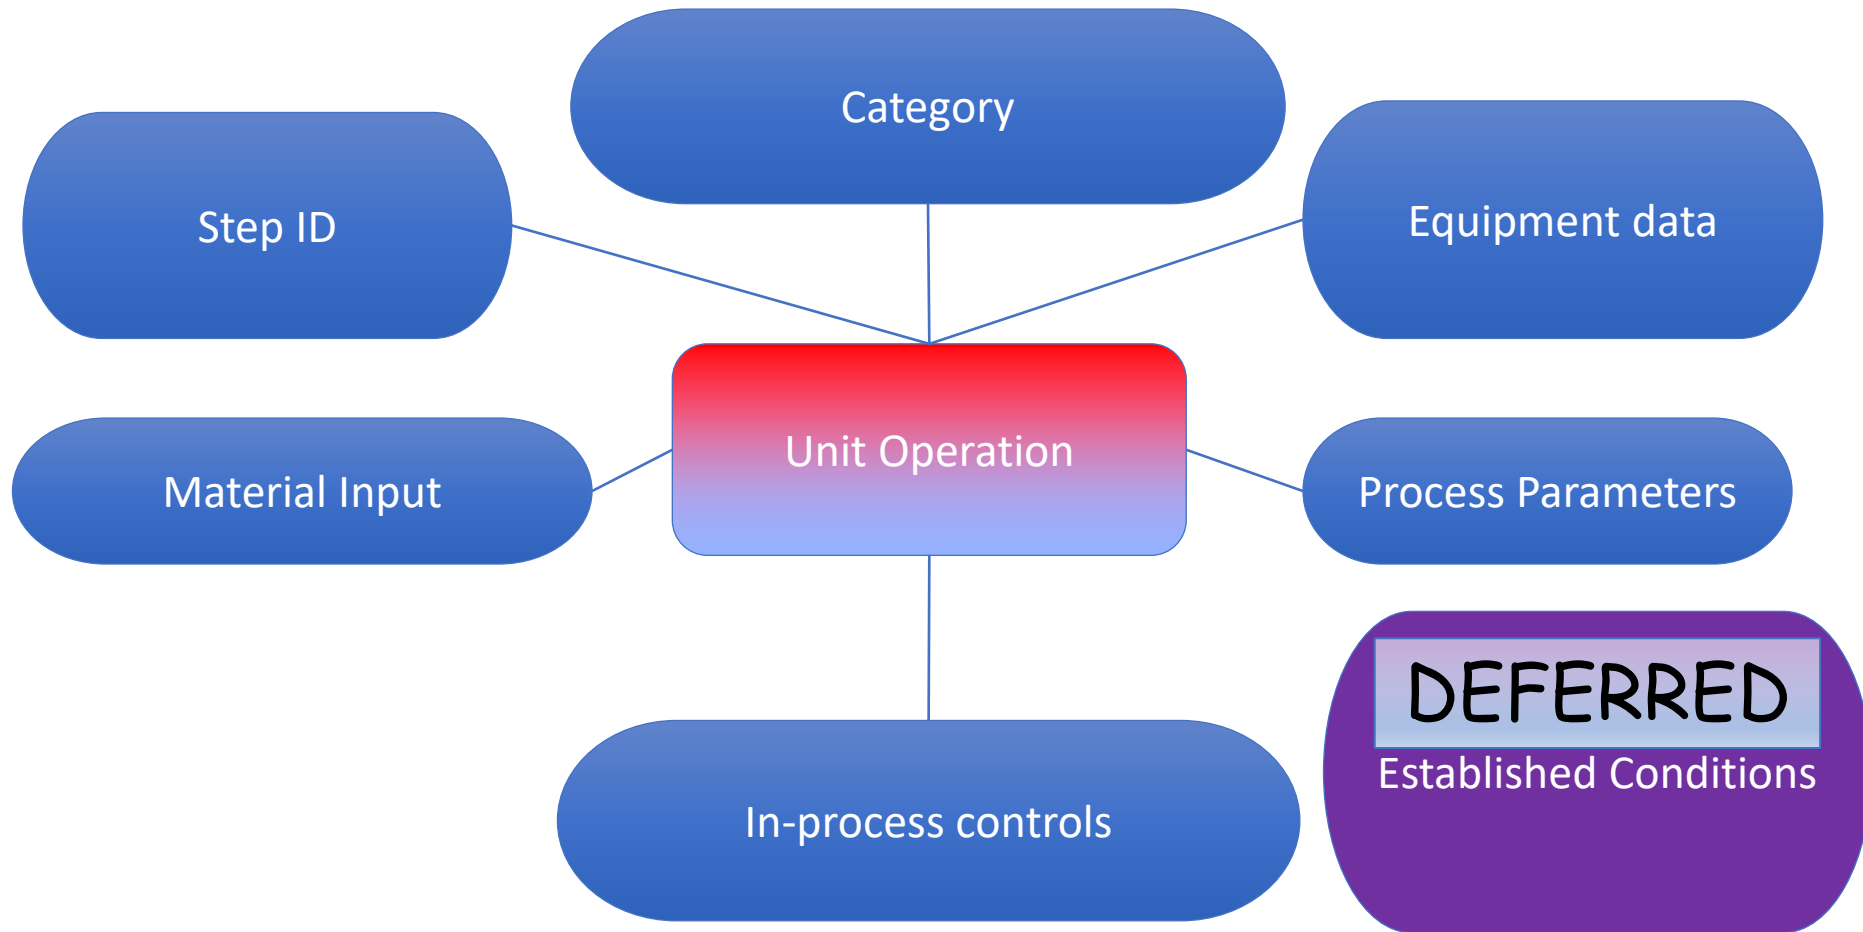 Category
Step ID
Equipment data
Unit Operation
Material Input
Process Parameters
DEFERRED
Established Conditions
In-process controls